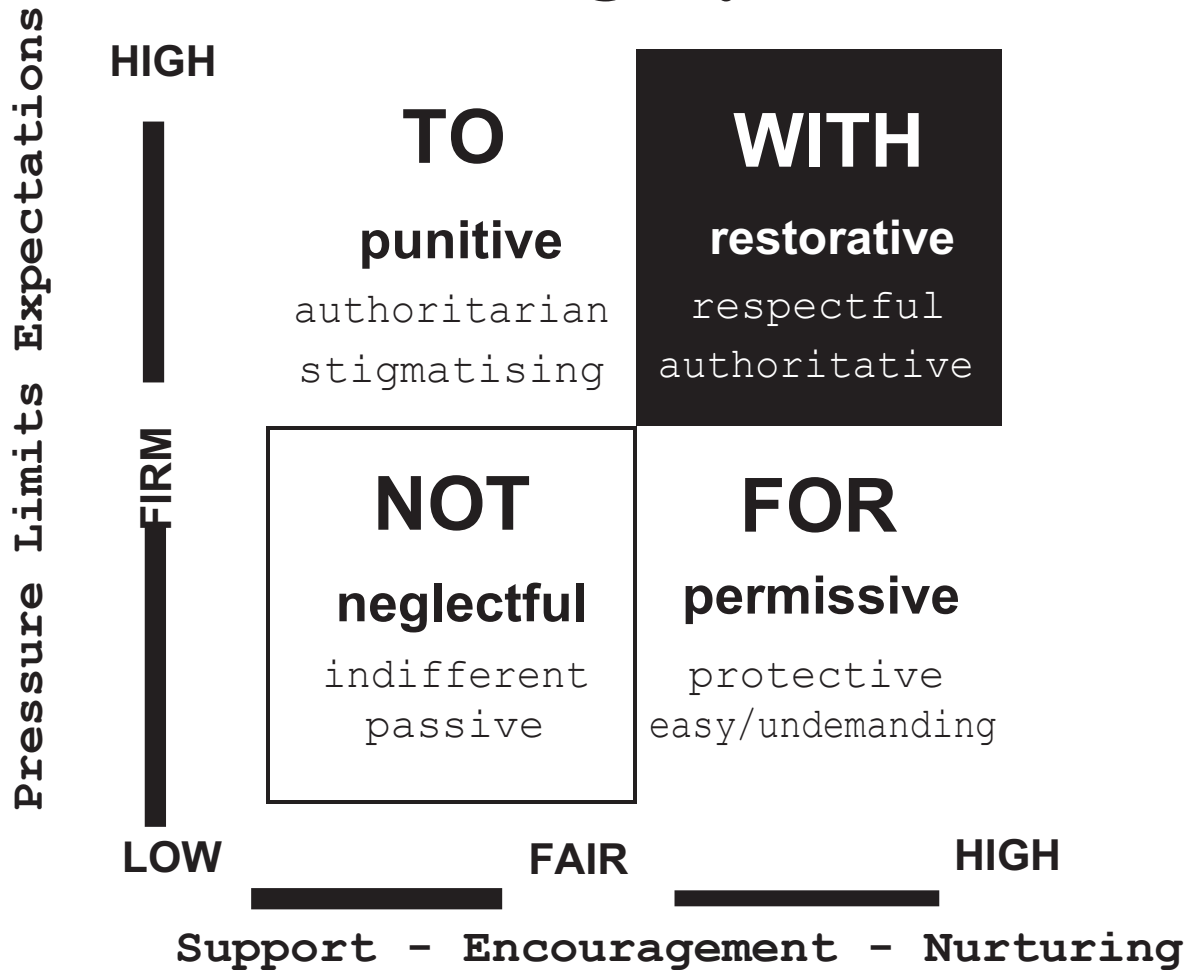 Pressure Limits Expectations
HIGH
FIRM
LOW
TO
punitive
authoritarian
stigmatising
WITH
restorative
respectful
authoritative
NOT
neglectful
indifferent
passive
FOR
permissive
protective
easy/undemanding
FAIR
HIGH
Support - Encouragement - Nurturing